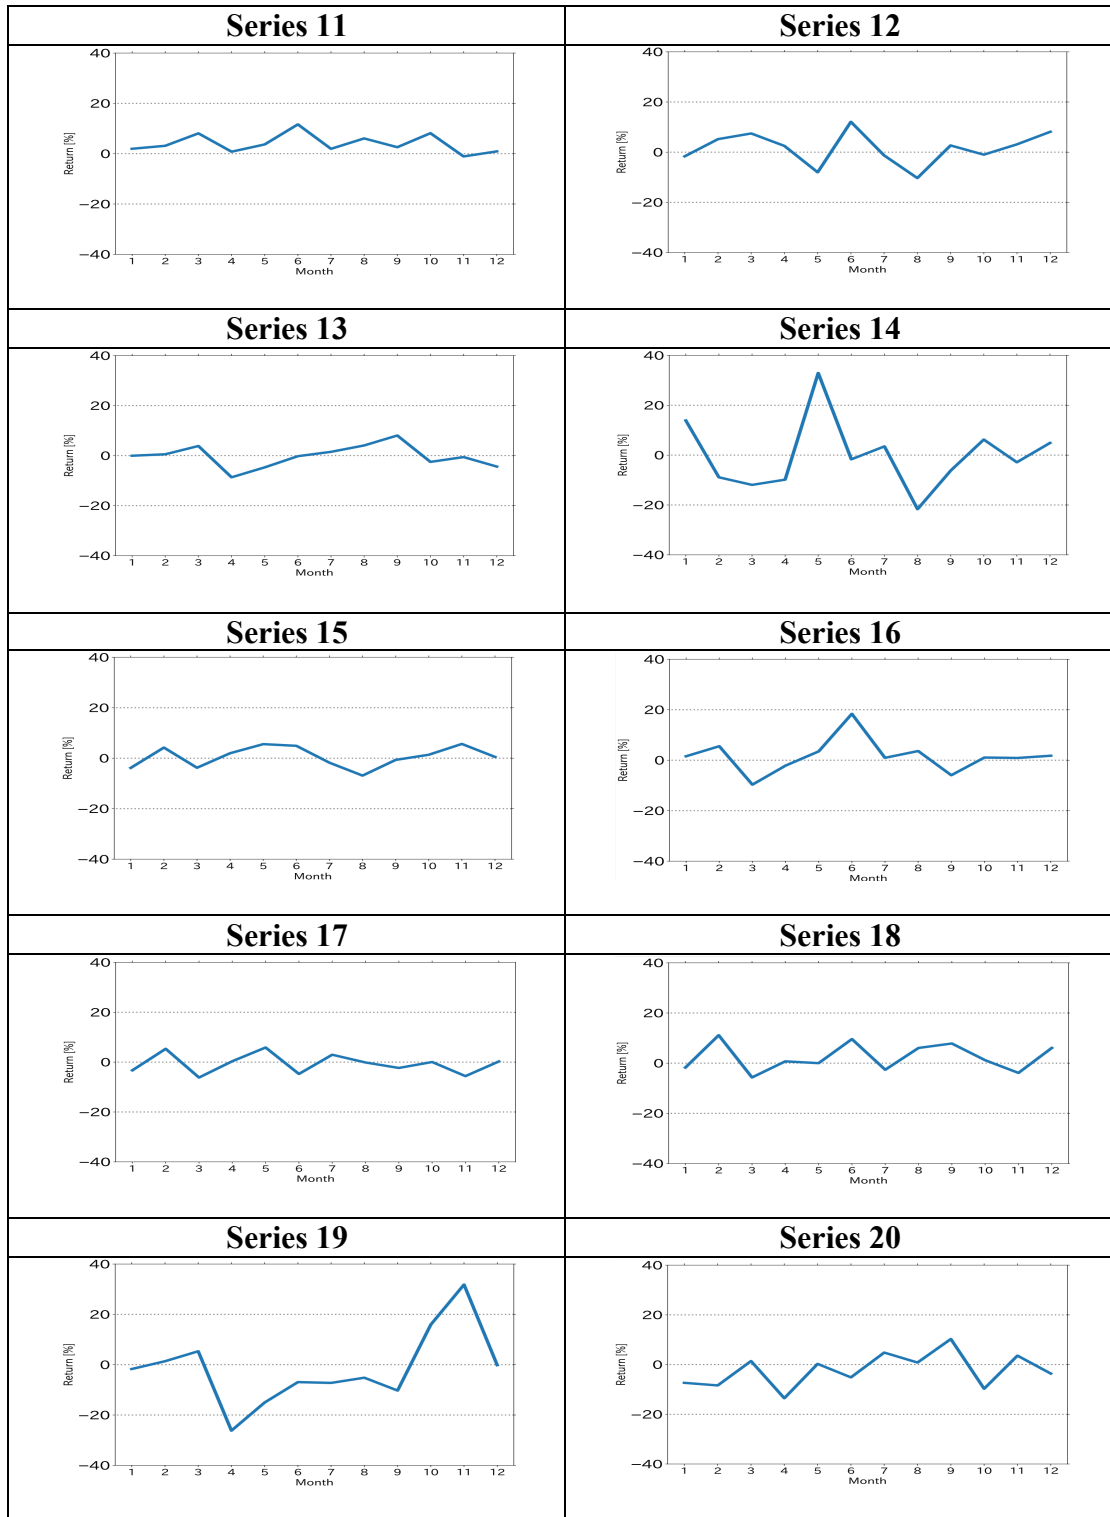 Series 11
Series 12
40
20
0
−20
−40
Return [%]
1 2 3 4 5 6 7 8 9 10 11 12
Month
40
20
0
−20
−40
Return [%]
1 2 3 4 5 6 7 8 9 10 11 12
Month
Series 13
Series 14
40
20
0
−20
−40
Return [%]
1 2 3 4 5 6 7 8 9 10 11 12
Month
40
20
0
−20
−40
Return [%]
1 2 3 4 5 6 7 8 9 10 11 12
Month
Series 15
Series 16
40
20
0
−20
−40
Return [%]
1 2 3 4 5 6 7 8 9 10 11 12
Month
40
20
0
−20
−40
Return [%]
1 2 3 4 5 6 7 8 9 10 11 12
Month
Series 17
Series 18
40
20
0
−20
−40
Return [%]
1 2 3 4 5 6 7 8 9 10 11 12
Month
40
20
0
−20
−40
Return [%]
1 2 3 4 5 6 7 8 9 10 11 12
Month
Series 19
Series 20
40
20
0
−20
−40
Return [%]
1 2 3 4 5 6 7 8 9 10 11 12
Month
40
20
0
−20
−40
Return [%]
1 2 3 4 5 6 7 8 9 10 11 12
Month